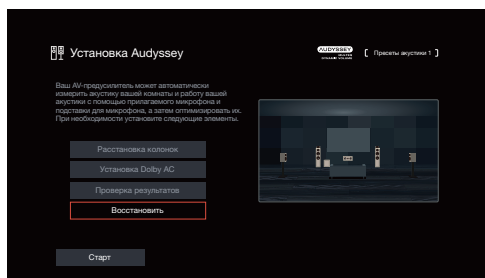 Установка Audyssey
AUDYSSEY
[ Пресеты акустики 1 ]
Ваш AV-предусилитель может автоматически
измерить акустику вашей комнаты и работу вашей
акустики с помощью прилагаемого микрофона и
подставки для микрофона, а затем оптимизировать их.
При необходимости установите следующие элементы.
Расстановка колонок
Установка Dolby AC
Проверка результатов
Восстановить
Старт